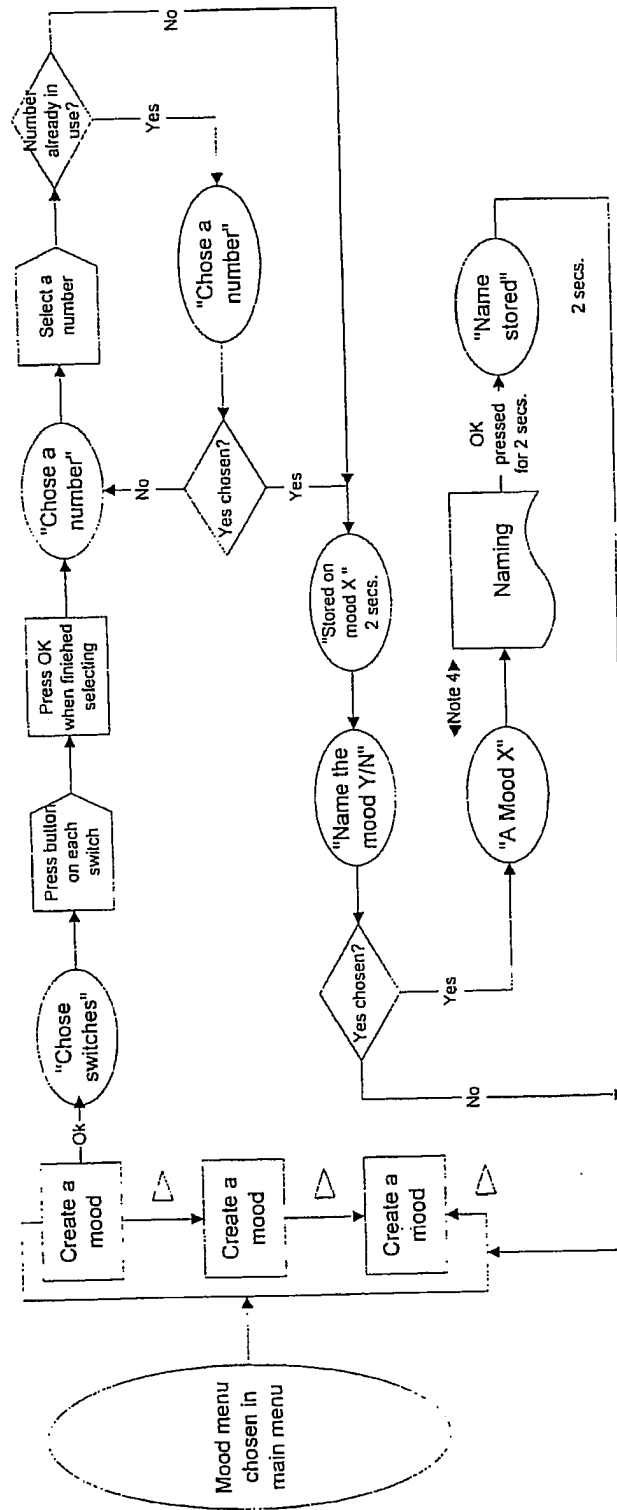 Mood menu
chosen in
main menu
Create a
mood
Create a
mood
Create a
mood
Ok
"Chose
switches"
Press button
on each
switch
Press OK
when finiehed
selecting
"Chose a
number"
Select a
number
Number
already in
use?
No
Yes
"Chose a
number"
Yes chosen?
No
Yes
"Stored on
mood X"
2 secs.
"Name the
mood Y/N"
Yes chosen?
No
Yes
"A Mood X"
Note 4
Naming
OK
pressed
for 2 secs.
"Name
stored"
2 secs.